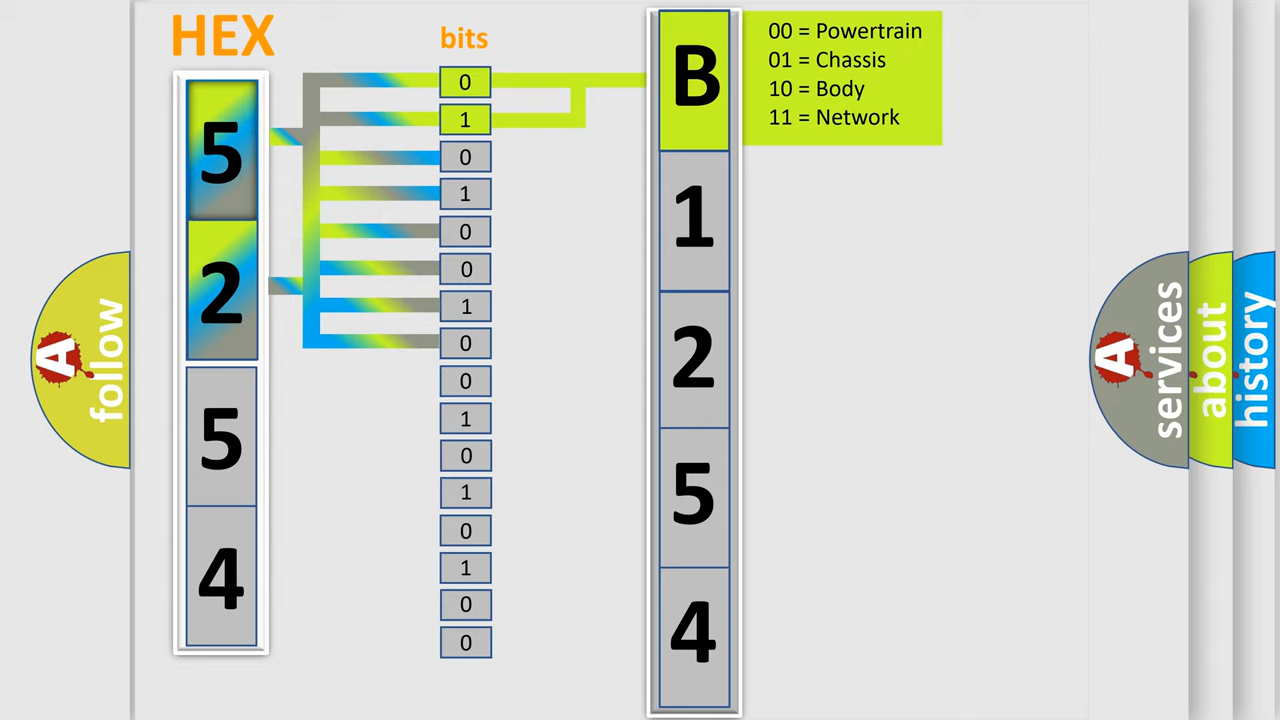 HEX
bits
5
2
5
4
0
1
0
1
0
0
1
0
0
1
0
1
0
1
0
0
B
1
2
5
4
00 = Powertrain
01 = Chassis
10 = Body
11 = Network
A
follow
A
services
about
history